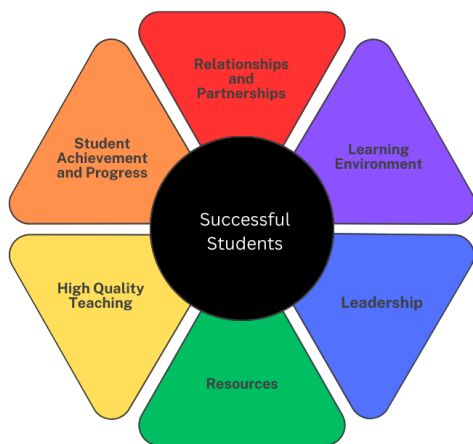 Relationships
and
Partnerships
Learning
Environment
Leadership
Resources
High Quality
Teaching
Student
Achievement
and Progress
Successful
Students